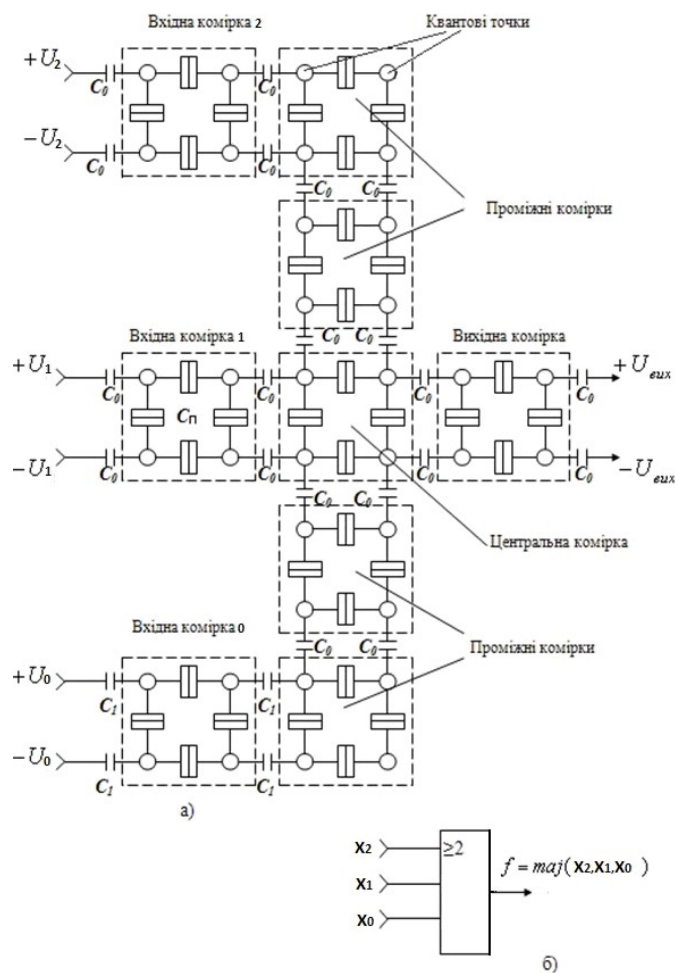 Вхідна комірка 2
Квантові точки
+U₂
C₀ C₀
−U₂
C₀ C₀
C₀ C₀
Проміжні комірки
Вхідна комірка 1
C₀
Вихідна комірка
+U₁
C₀ C₀ C₀ C₀
+U вих
Cп
−U₁
C₀ C₀ C₀ C₀
−U вих
C₀ C₀
Центральна комірка
Вхідна комірка 0
C₀ C₀
Проміжні комірки
+U₀
C₁ C₁
−U₀
C₁ C₁
а)
X₂
≥2
f = maj(X₂,X₁,X₀)
X₁
X₀
б)